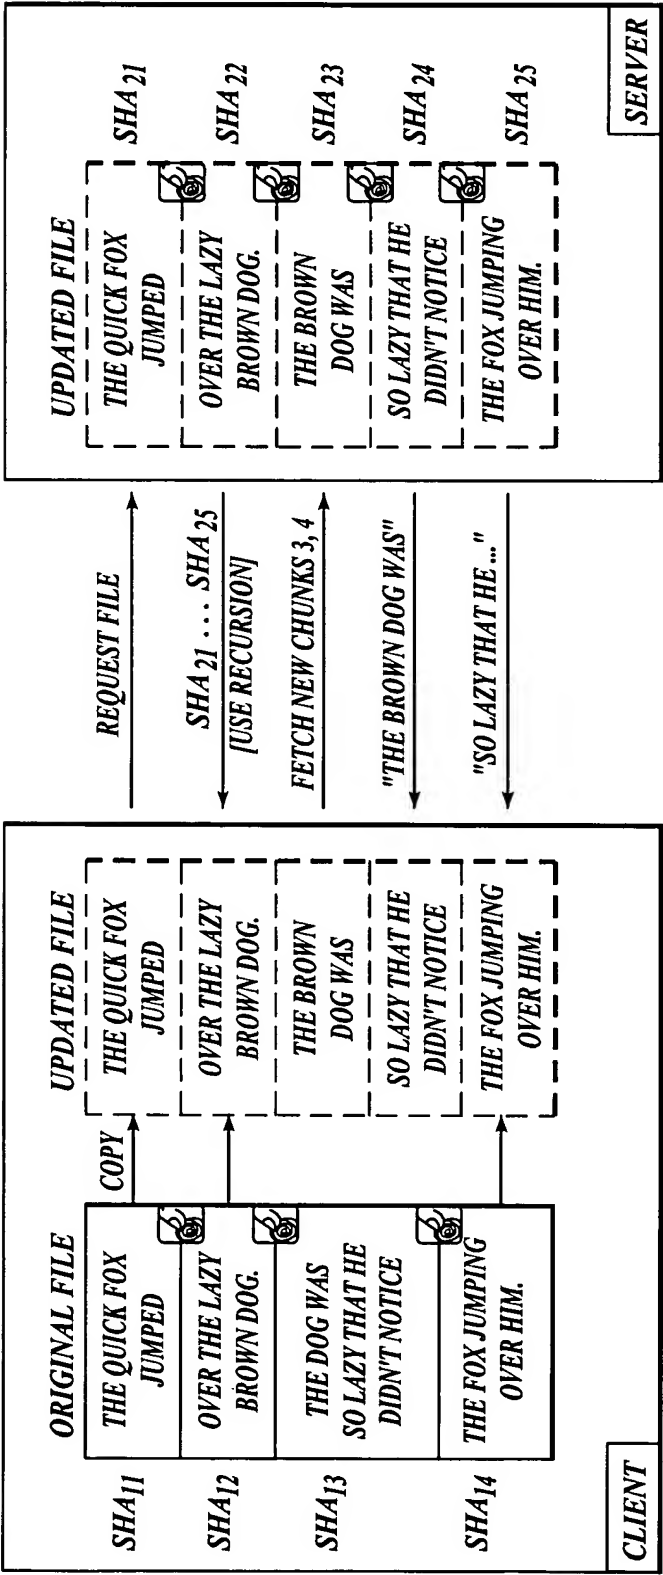 ORIGINAL FILE
SHA11
THE QUICK FOX
JUMPED
SHA12
OVER THE LAZY
BROWN DOG.
SHA13
THE DOG WAS
SO LAZY THAT HE
DIDN'T NOTICE
SHA14
THE FOX JUMPING
OVER HIM.
CLIENT
COPY
UPDATED FILE
THE QUICK FOX
JUMPED
OVER THE LAZY
BROWN DOG.
THE BROWN
DOG WAS
SO LAZY THAT HE
DIDN'T NOTICE
THE FOX JUMPING
OVER HIM.
REQUEST FILE
SHA21 . . . . SHA25
[USE RECURSION]
FETCH NEW CHUNKS 3, 4
"THE BROWN DOG WAS"
"SO LAZY THAT HE ..."
UPDATED FILE
THE QUICK FOX
JUMPED
SHA21
OVER THE LAZY
BROWN DOG.
SHA22
THE BROWN
DOG WAS
SHA23
SO LAZY THAT HE
DIDN'T NOTICE
SHA24
THE FOX JUMPING
OVER HIM.
SHA25
SERVER